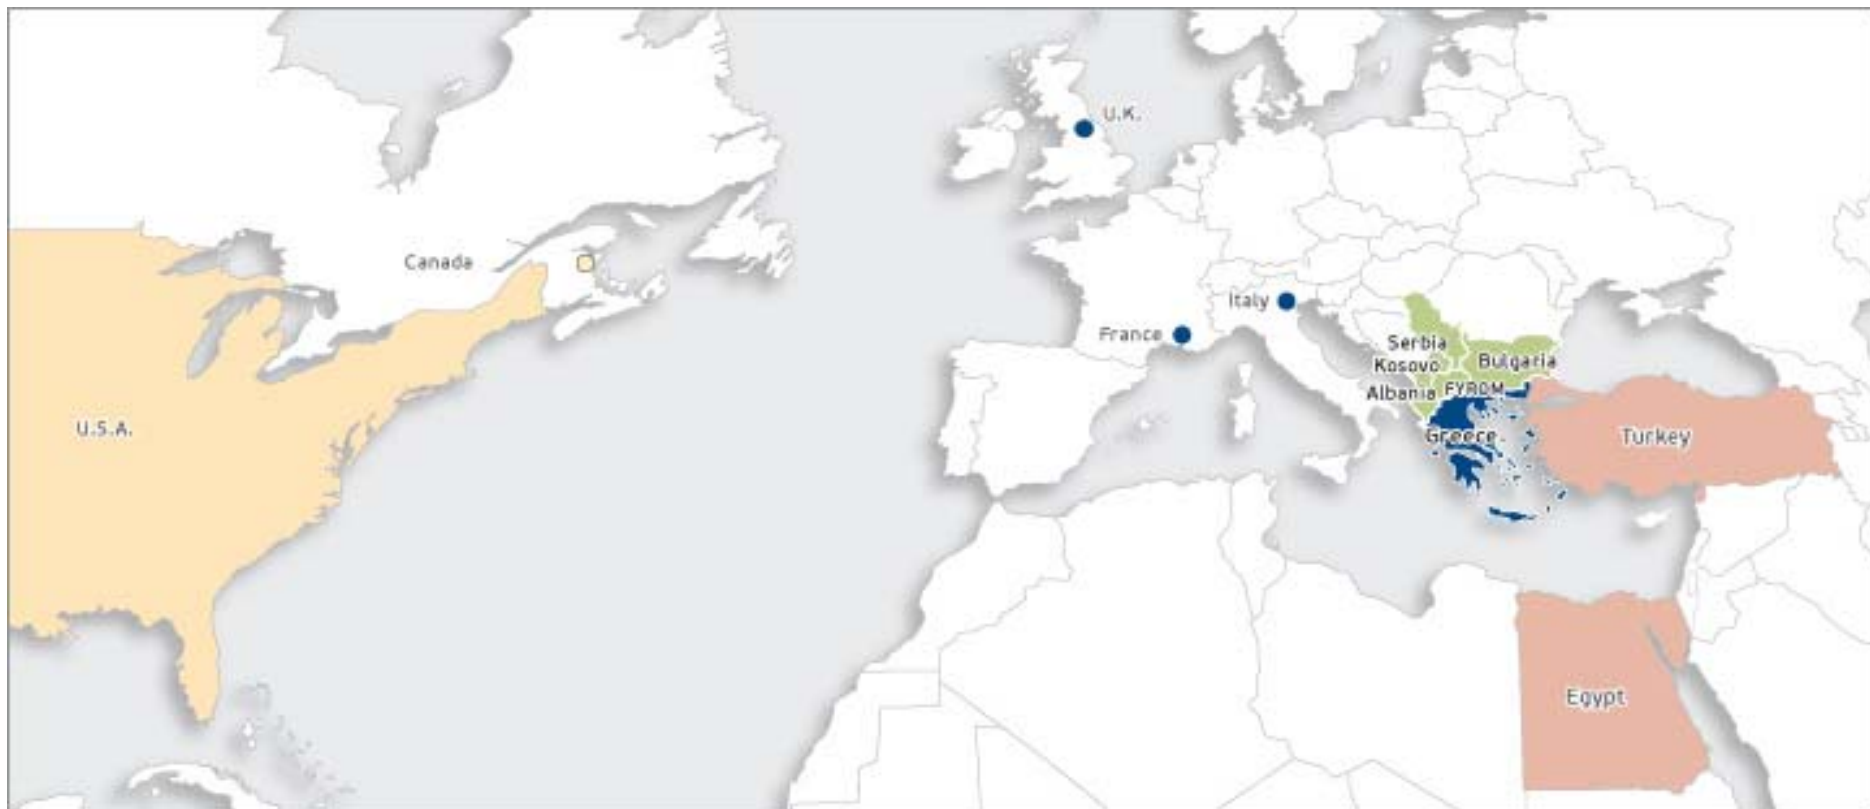 U.K.
Canada
Italy
France
Serbia
Kosovo
Bulgaria
Albania
FYROM
U.S.A.
Greece
Turkey
Egypt